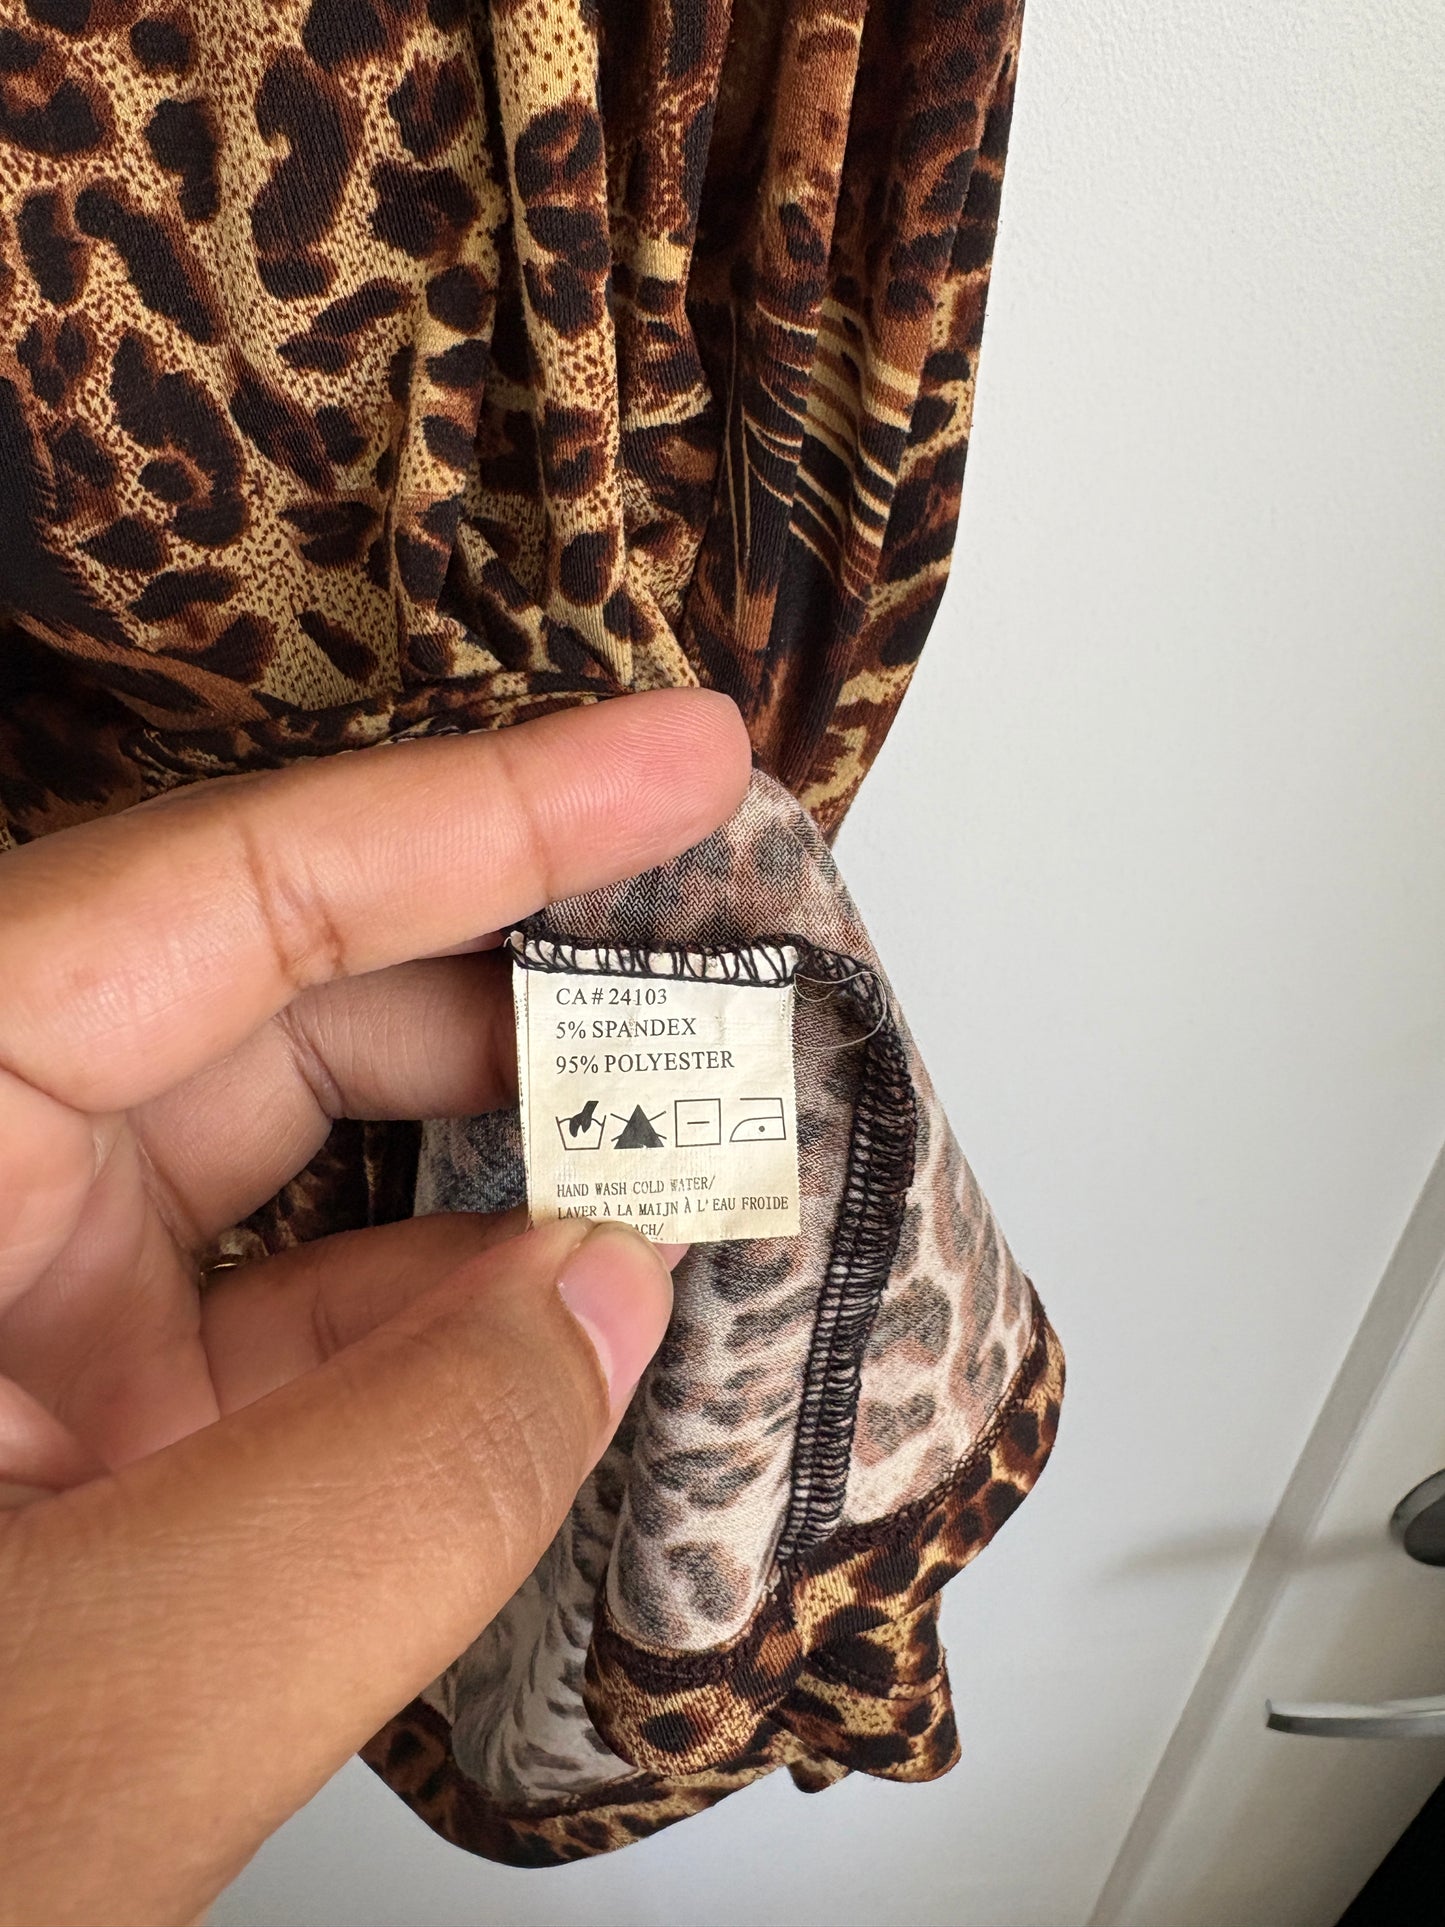 CA # 24103
5% SPANDEX
95% POLYESTER
HAND WASH COLD WATER/
LAVER À LA MAIJN À L'EAU FROIDE